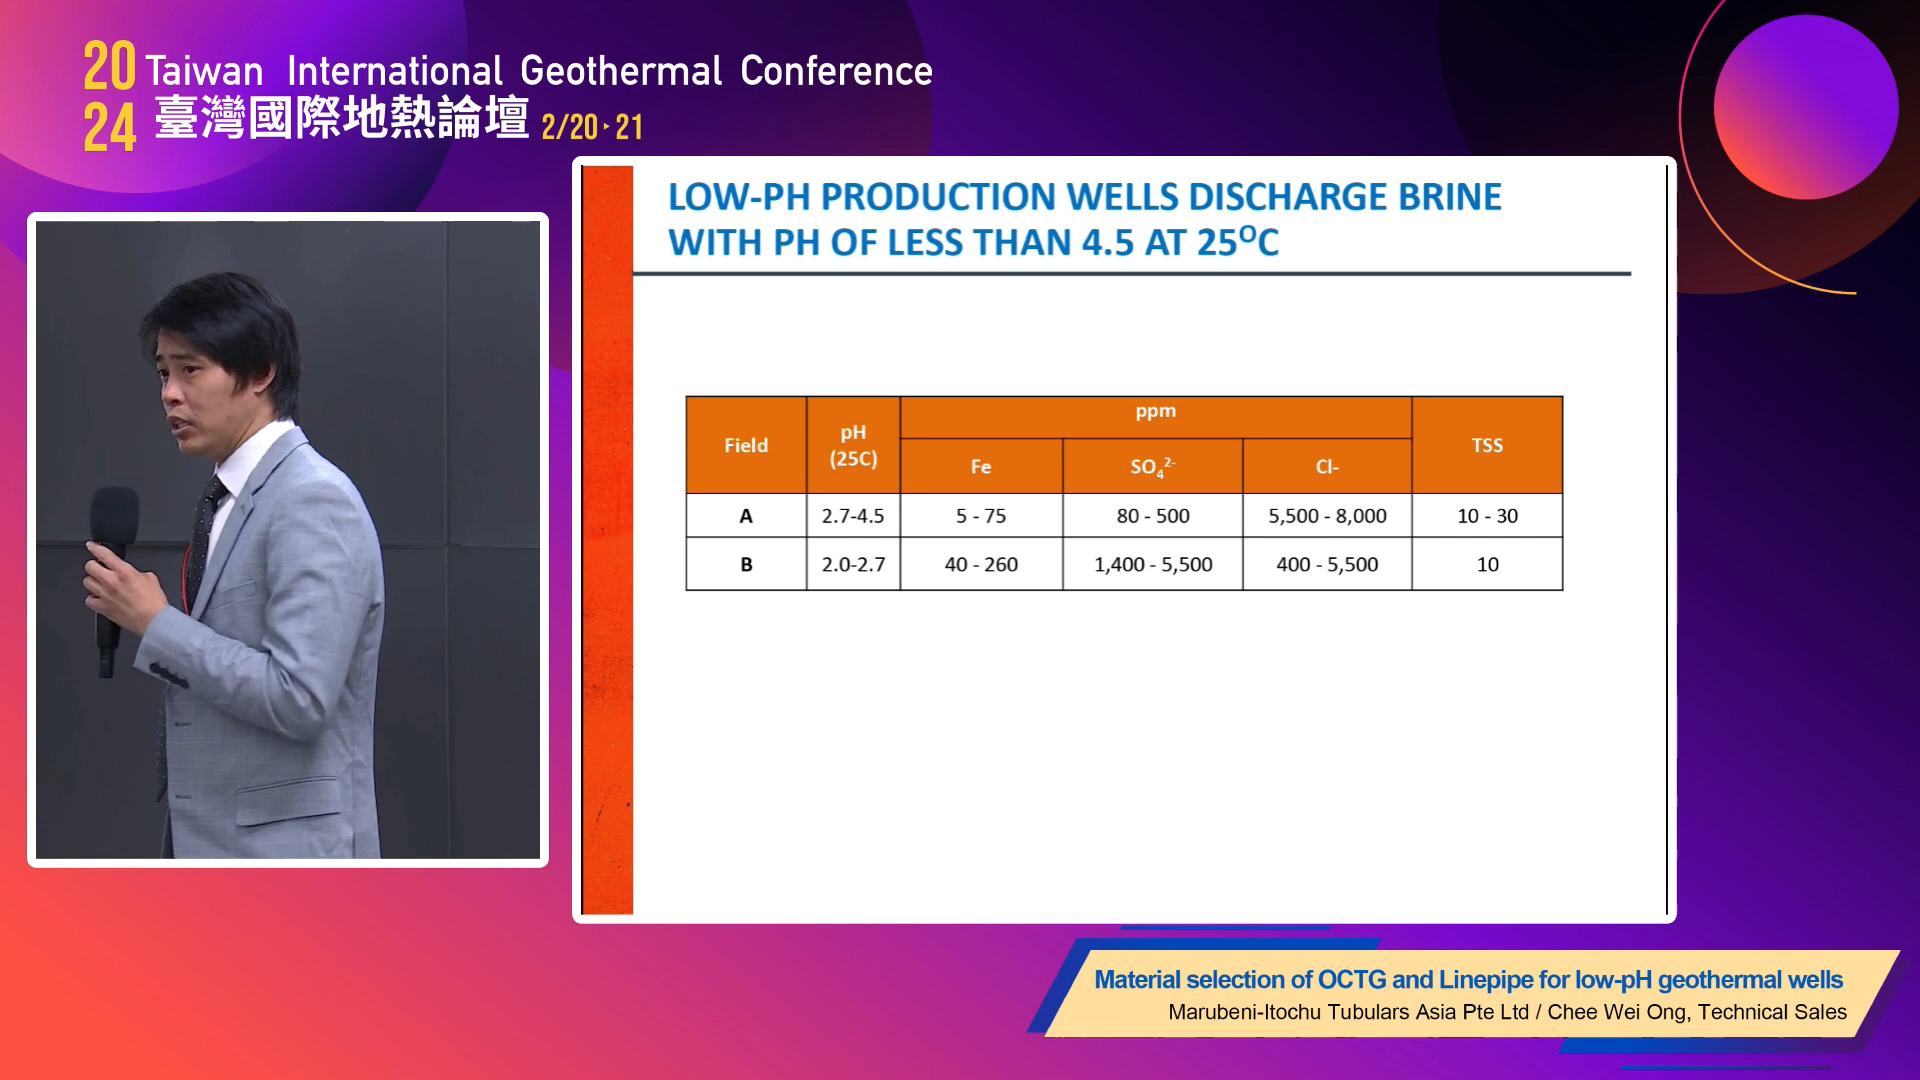 2024 Taiwan International Geothermal Conference
臺灣國際地熱論壇 2/20▸21
LOW-PH PRODUCTION WELLS DISCHARGE BRINE
WITH PH OF LESS THAN 4.5 AT 25ᴼC
Field pH (25C) ppm TSS
Fe SO₄²⁻ Cl-
A 2.7-4.5 5 - 75 80 - 500 5,500 - 8,000 10 - 30
B 2.0-2.7 40 - 260 1,400 - 5,500 400 - 5,500 10
Material selection of OCTG and Linepipe for low-pH geothermal wells
Marubeni-Itochu Tubulars Asia Pte Ltd / Chee Wei Ong, Technical Sales